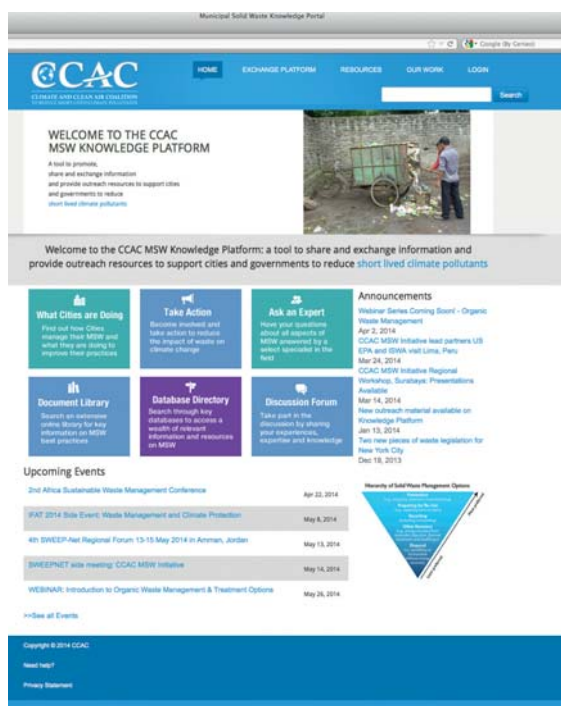 Municipal Solid Waste Knowledge Portal
Google (By Genieo)
CCAC
CLIMATE AND CLEAN AIR COALITION
HOME
EXCHANGE PLATFORM
RESOURCES
OUR WORK
LOGIN
Search
WELCOME TO THE CCAC
MSW KNOWLEDGE PLATFORM
A tool to promote,
share and exchange information
and provide outreach resources to support cities
and governments to reduce
short lived climate pollutants
Welcome to the CCAC MSW Knowledge Platform: a tool to share and exchange information and
provide outreach resources to support cities and governments to reduce short lived climate pollutants
What Cities are Doing
Find out how Cities
manage their MSW and
what they are doing to
improve their practices
Take Action
Become involved and
take action to reduce
the impact of waste on
climate change
Ask an Expert
Have your questions
about all aspects of
MSW answered by a
select specialist in the
field
Document Library
Search an extensive
online library for key
information on MSW
best practices
Database Directory
Search through key
databases to access a
wealth of relevant
information and resources
on MSW
Discussion Forum
Take part in the
discussion by sharing
your experiences,
expertise and knowledge
Announcements
Webinar Series Coming Soon! - Organic
Waste Management
Apr 2, 2014
CCAC MSW Initiative lead partners US
EPA and ISWA visit Lima, Peru
Mar 24, 2014
CCAC MSW Initiative Regional
Workshop, Surabaya: Presentations
Available
Mar 14, 2014
New outreach material available on
Knowledge Platform
Jan 13, 2014
Two new pieces of waste legislation for
New York City
Dec 19, 2013
Upcoming Events
2nd Africa Sustainable Waste Management Conference
Apr 22, 2014
IFAT 2014 Side Event: Waste Management and Climate Protection
May 8, 2014
4th SWEEP-Net Regional Forum 13-15 May 2014 in Amman, Jordan
May 13, 2014
SWEEPNET side meeting: CCAC MSW Initiative
May 14, 2014
WEBINAR: Introduction to Organic Waste Management & Treatment Options
May 26, 2014
>>See all Events
Hierarchy of Solid Waste Management Options
Copyright © 2014 CCAC
Need help?
Privacy Statement